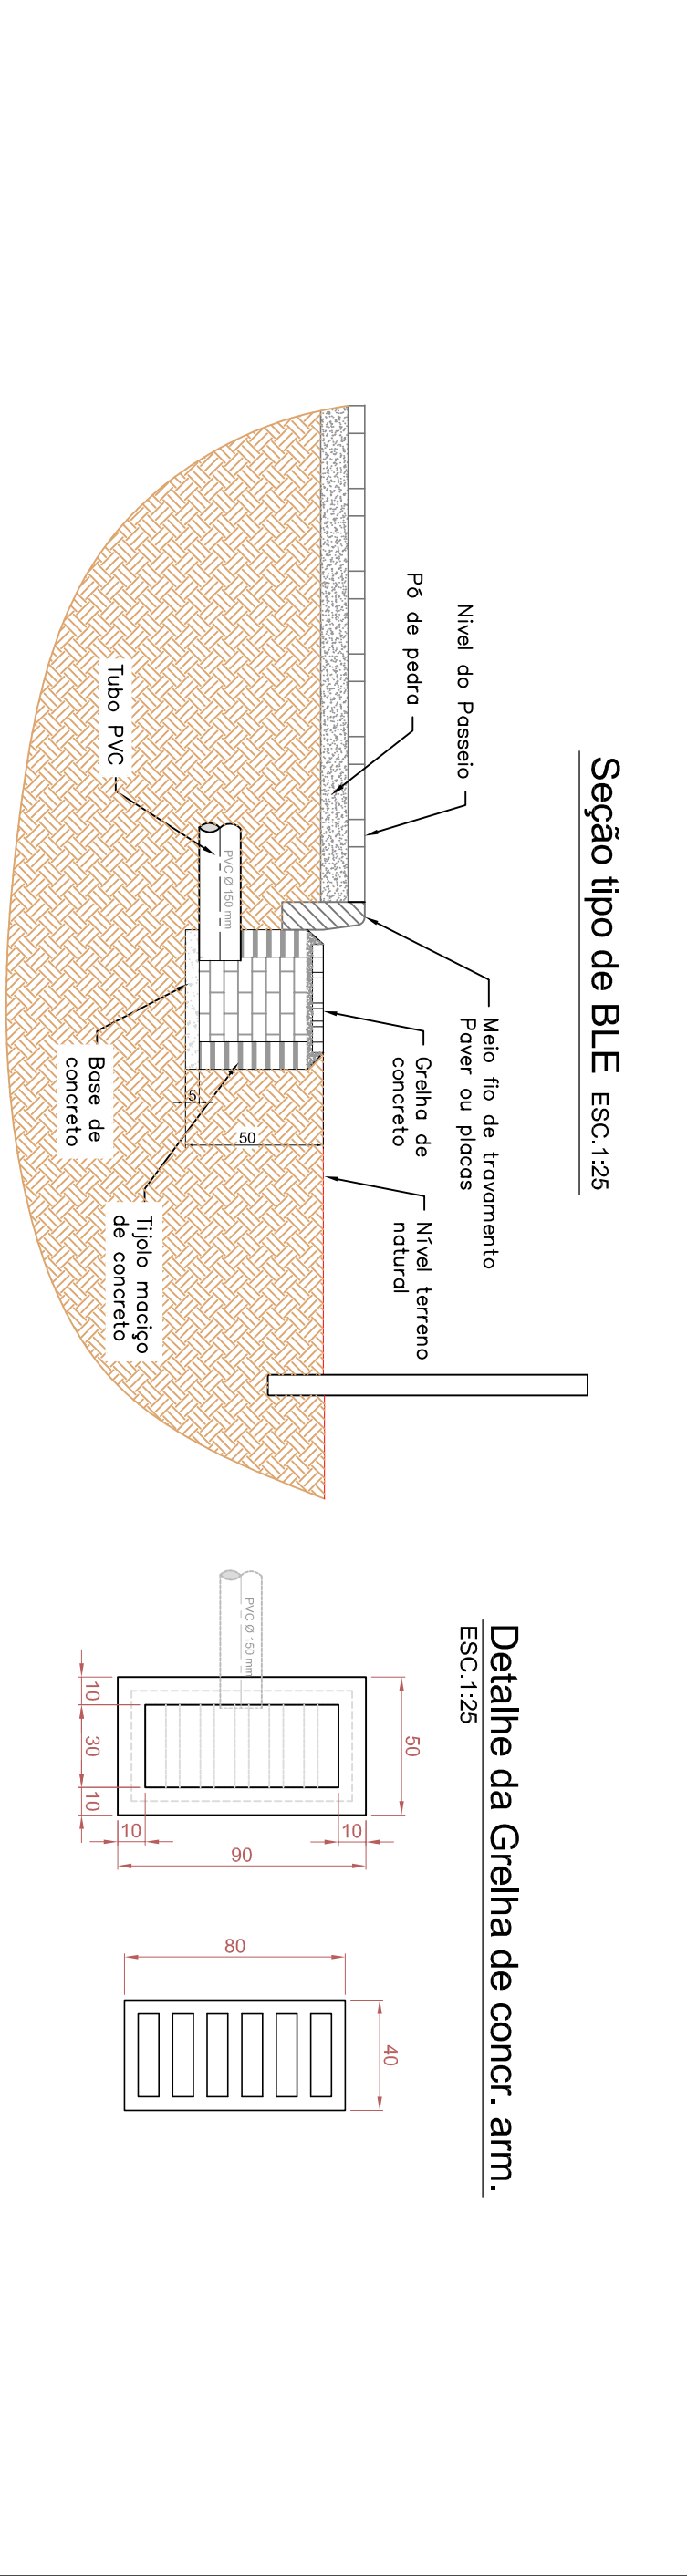 Seção tipo de BLE ESC.1:25
Nivel do Passeio
Pó de pedra
Meio fio de travamento
Paver ou placas
Grelha de
concreto
Nível terreno
natural
PVC Ø 150 mm
Tubo PVC
5
50
Base de
concreto
Tijolo maciço
de concreto
Detalhe da Grelha de concr. arm.
ESC.1:25
PVC Ø 150 mm
50
10
30
10
10
10
90
80
40